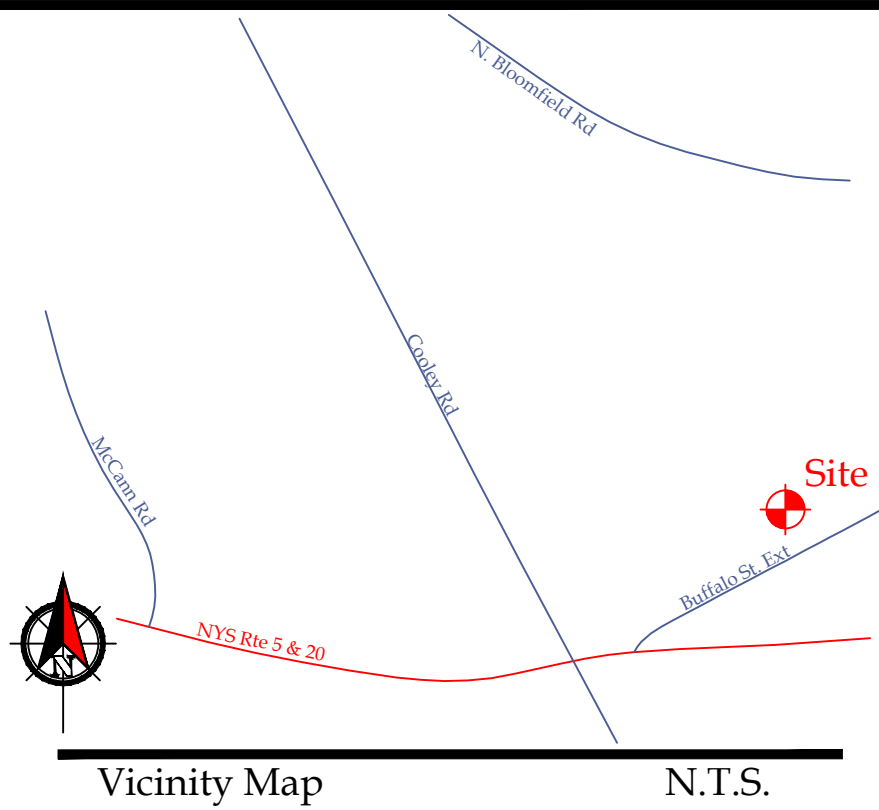 N. Bloomfield Rd
Cooley Rd
McCann Rd
Site
Buffalo St. Ext
NYS Rte 5 & 20
N
Vicinity Map
N.T.S.